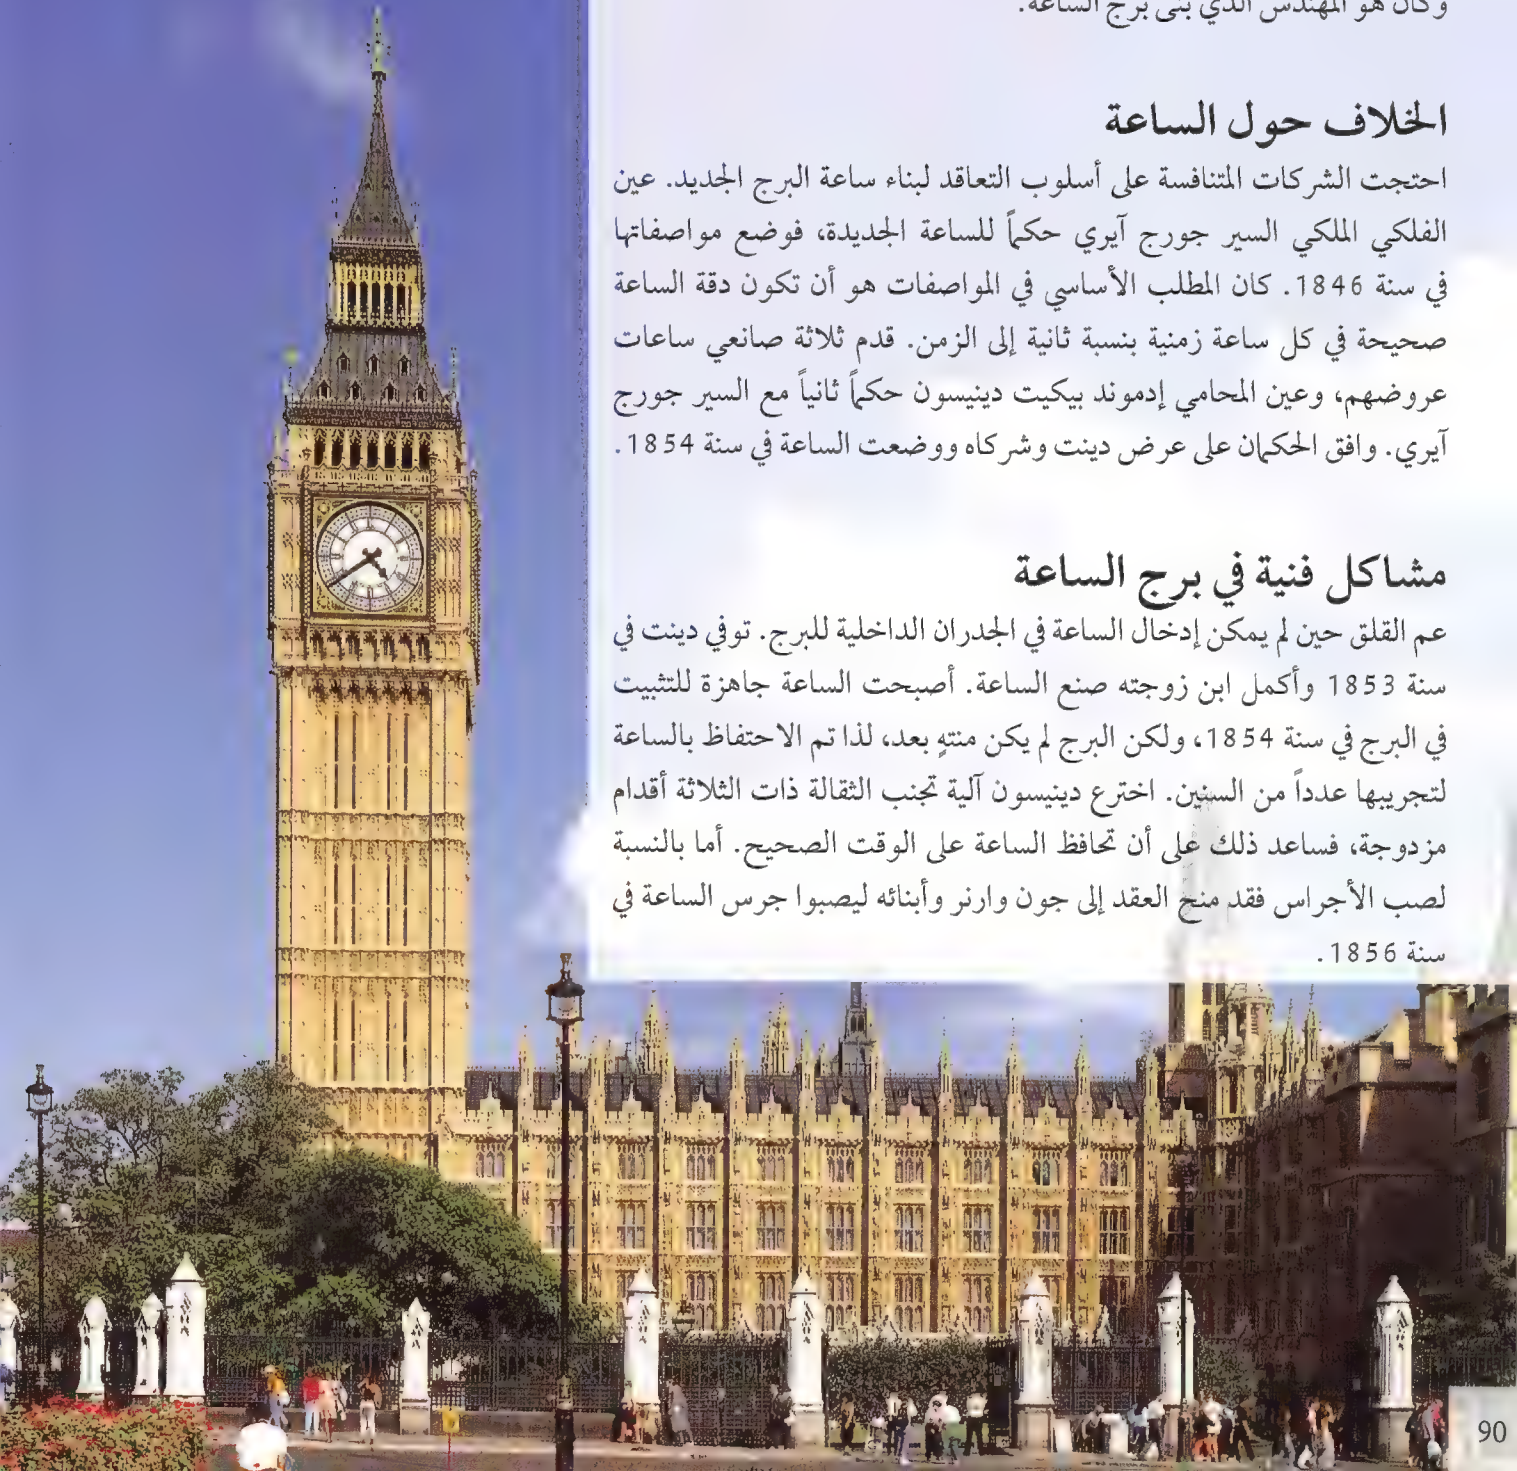 وكان هو المهندس الذي بنى برج الساعة.
الخلاف حول الساعة
احتجت الشركات المتنافسة على أسلوب التعاقد لبناء ساعة البرج الجديد. عين
الفلكي الملكي السير جورج آيري حكماً للساعة الجديدة، فوضع مواصفاتها
في سنة 1846. كان المطلب الأساسي في المواصفات هو أن تكون دقة الساعة
صحيحة في كل ساعة زمنية بنسبة ثانية إلى الزمن. قدم ثلاثة صانعي ساعات
عروضهم، وعين المحامي إدموند بيكيت دينيسون حكماً ثانياً مع السير جورج
آيري. وافق الحكمان على عرض دينت وشركاه ووضعت الساعة في سنة 1854.
مشاكل فنية في برج الساعة
عم القلق حين لم يمكن إدخال الساعة في الجدران الداخلية للبرج. توفي دينت في
سنة 1853 وأكمل ابن زوجته صنع الساعة. أصبحت الساعة جاهزة للتثبيت
في البرج في سنة 1854، ولكن البرج لم يكن منتهٍ بعد، لذا تم الاحتفاظ بالساعة
لتجريبها عدداً من السنين. اخترع دينيسون آلية تجنب الثقالة ذات الثلاثة أقدام
مزدوجة، فساعد ذلك على أن تحافظ الساعة على الوقت الصحيح. أما بالنسبة
لصب الأجراس فقد منح العقد إلى جون وارنر وأبنائه ليصبوا جرس الساعة في
سنة 1856.
90